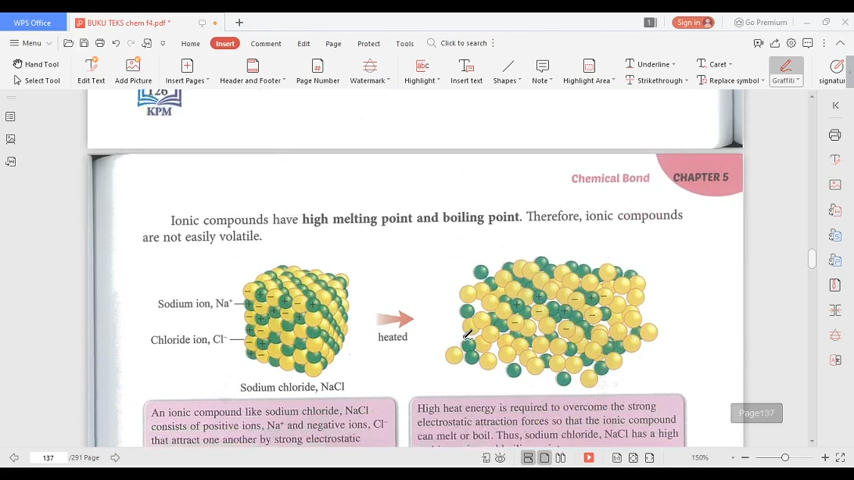 WPS Office
BUKU TEKS chem f4.pdf *
+
1
Sign in
Go Premium
Menu
Home
Insert
Comment
Edit
Page
Protect
Tools
Click to search
Hand Tool
Select Tool
Edit Text
Add Picture
Insert Pages
Header and Footer
Page Number
Watermark
Highlight
Insert text
Shapes
Note
Highlight Area
Underline
Strikethrough
Caret
Replace symbol
Graffiti
signatu
126
KPM
Chemical Bond
CHAPTER 5
Ionic compounds have high melting point and boiling point. Therefore, ionic compounds
are not easily volatile.
Sodium ion, Na⁺
Chloride ion, Cl⁻
heated
Sodium chloride, NaCl
An ionic compound like sodium chloride, NaCl
consists of positive ions, Na⁺ and negative ions, Cl⁻
that attract one another by strong electrostatic
High heat energy is required to overcome the strong
electrostatic attraction forces so that the ionic compound
can melt or boil. Thus, sodium chloride, NaCl has a high
Page137
137
/291 Page
150%